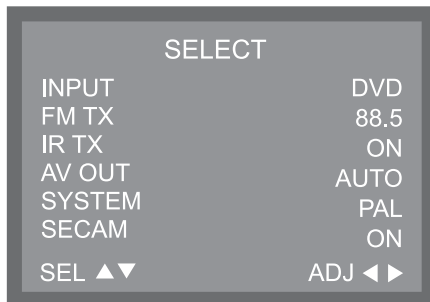 SELECT
INPUT DVD
FM TX 88.5
IR TX ON
AV OUT AUTO
SYSTEM PAL
SECAM ON
SEL ▲▼ ADJ ◀ ▶